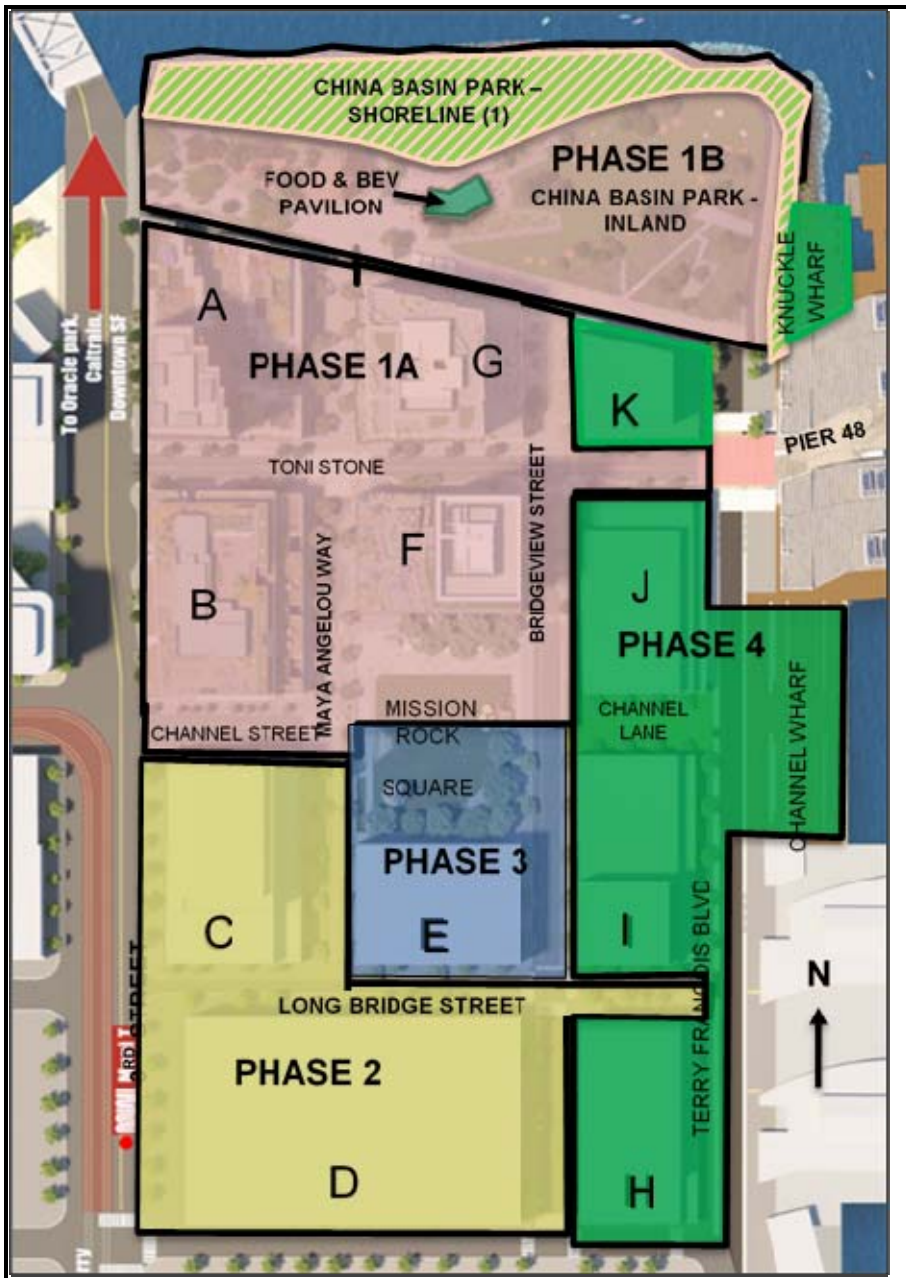 CHINA BASIN PARK –
SHORELINE (1)
PHASE 1B
FOOD & BEV
PAVILION
CHINA BASIN PARK -
INLAND
KNUCKLE
WHARF
To Oracle park,
Caltrain,
Downtown SF
A
PHASE 1A
G
K
PIER 48
TONI STONE
BRIDGEVIEW STREET
MAYA ANGELOU WAY
F
B
J
PHASE 4
CHANNEL STREET
MISSION
ROCK
SQUARE
CHANNEL
LANE
CHANNEL WHARF
PHASE 3
C
E
I
TERRY FRANCOIS BLVD
N
LONG BRIDGE STREET
3RD STREET
PHASE 2
D
H